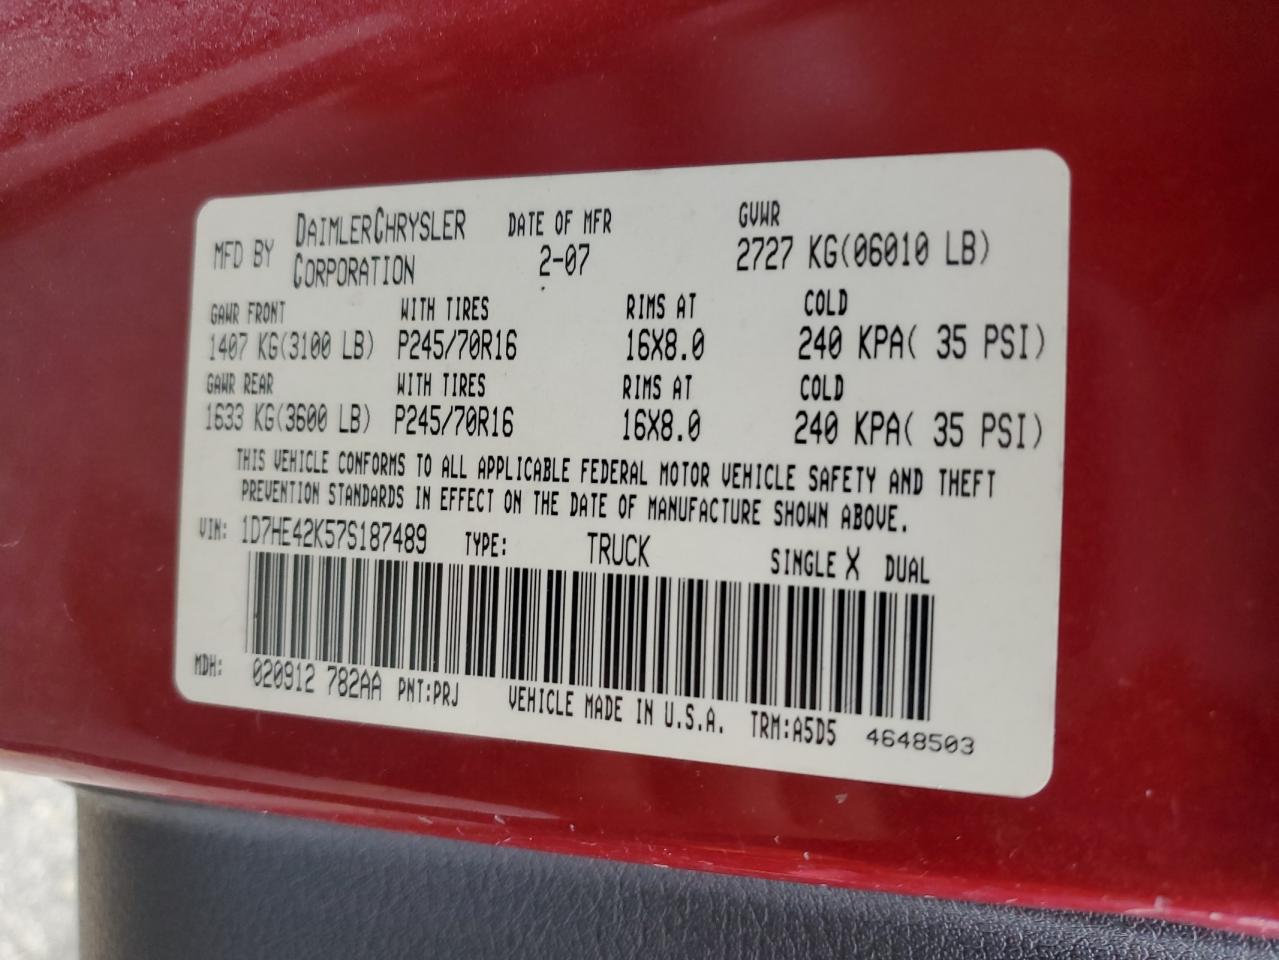 MFD BY DAIMLERCHRYSLER CORPORATION DATE OF MFR 2-07 GVWR 2727 KG(06010 LB)
GAWR FRONT WITH TIRES RIMS AT COLD
1407 KG(3100 LB) P245/70R16 16X8.0 240 KPA( 35 PSI)
GAWR REAR WITH TIRES RIMS AT COLD
1633 KG(3600 LB) P245/70R16 16X8.0 240 KPA( 35 PSI)
THIS VEHICLE CONFORMS TO ALL APPLICABLE FEDERAL MOTOR VEHICLE SAFETY AND THEFT
PREVENTION STANDARDS IN EFFECT ON THE DATE OF MANUFACTURE SHOWN ABOVE.
VIN: 1D7HE42K57S187489 TYPE: TRUCK SINGLE X DUAL
MDH: 020912 782AA PNT:PRJ VEHICLE MADE IN U.S.A. TRM:A5D5 4648503